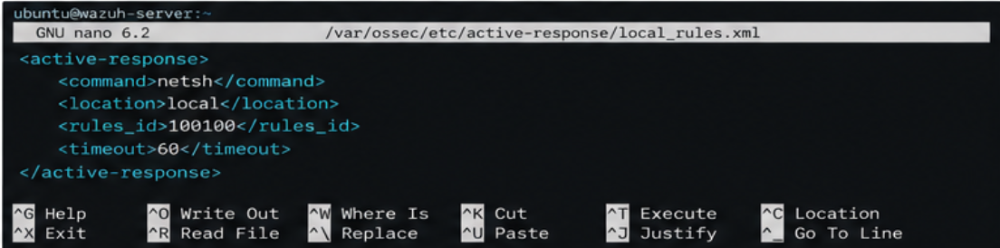 ubuntu@wazuh-server:~
GNU nano 6.2 /var/ossec/etc/active-response/local_rules.xml
<active-response>
<command>netsh</command>
<location>local</location>
<rules_id>100100</rules_id>
<timeout>60</timeout>
</active-response>
^G Help ^O Write Out ^W Where Is ^K Cut ^T Execute ^C Location
^X Exit ^R Read File ^\ Replace ^U Paste ^J Justify ^_ Go To Line